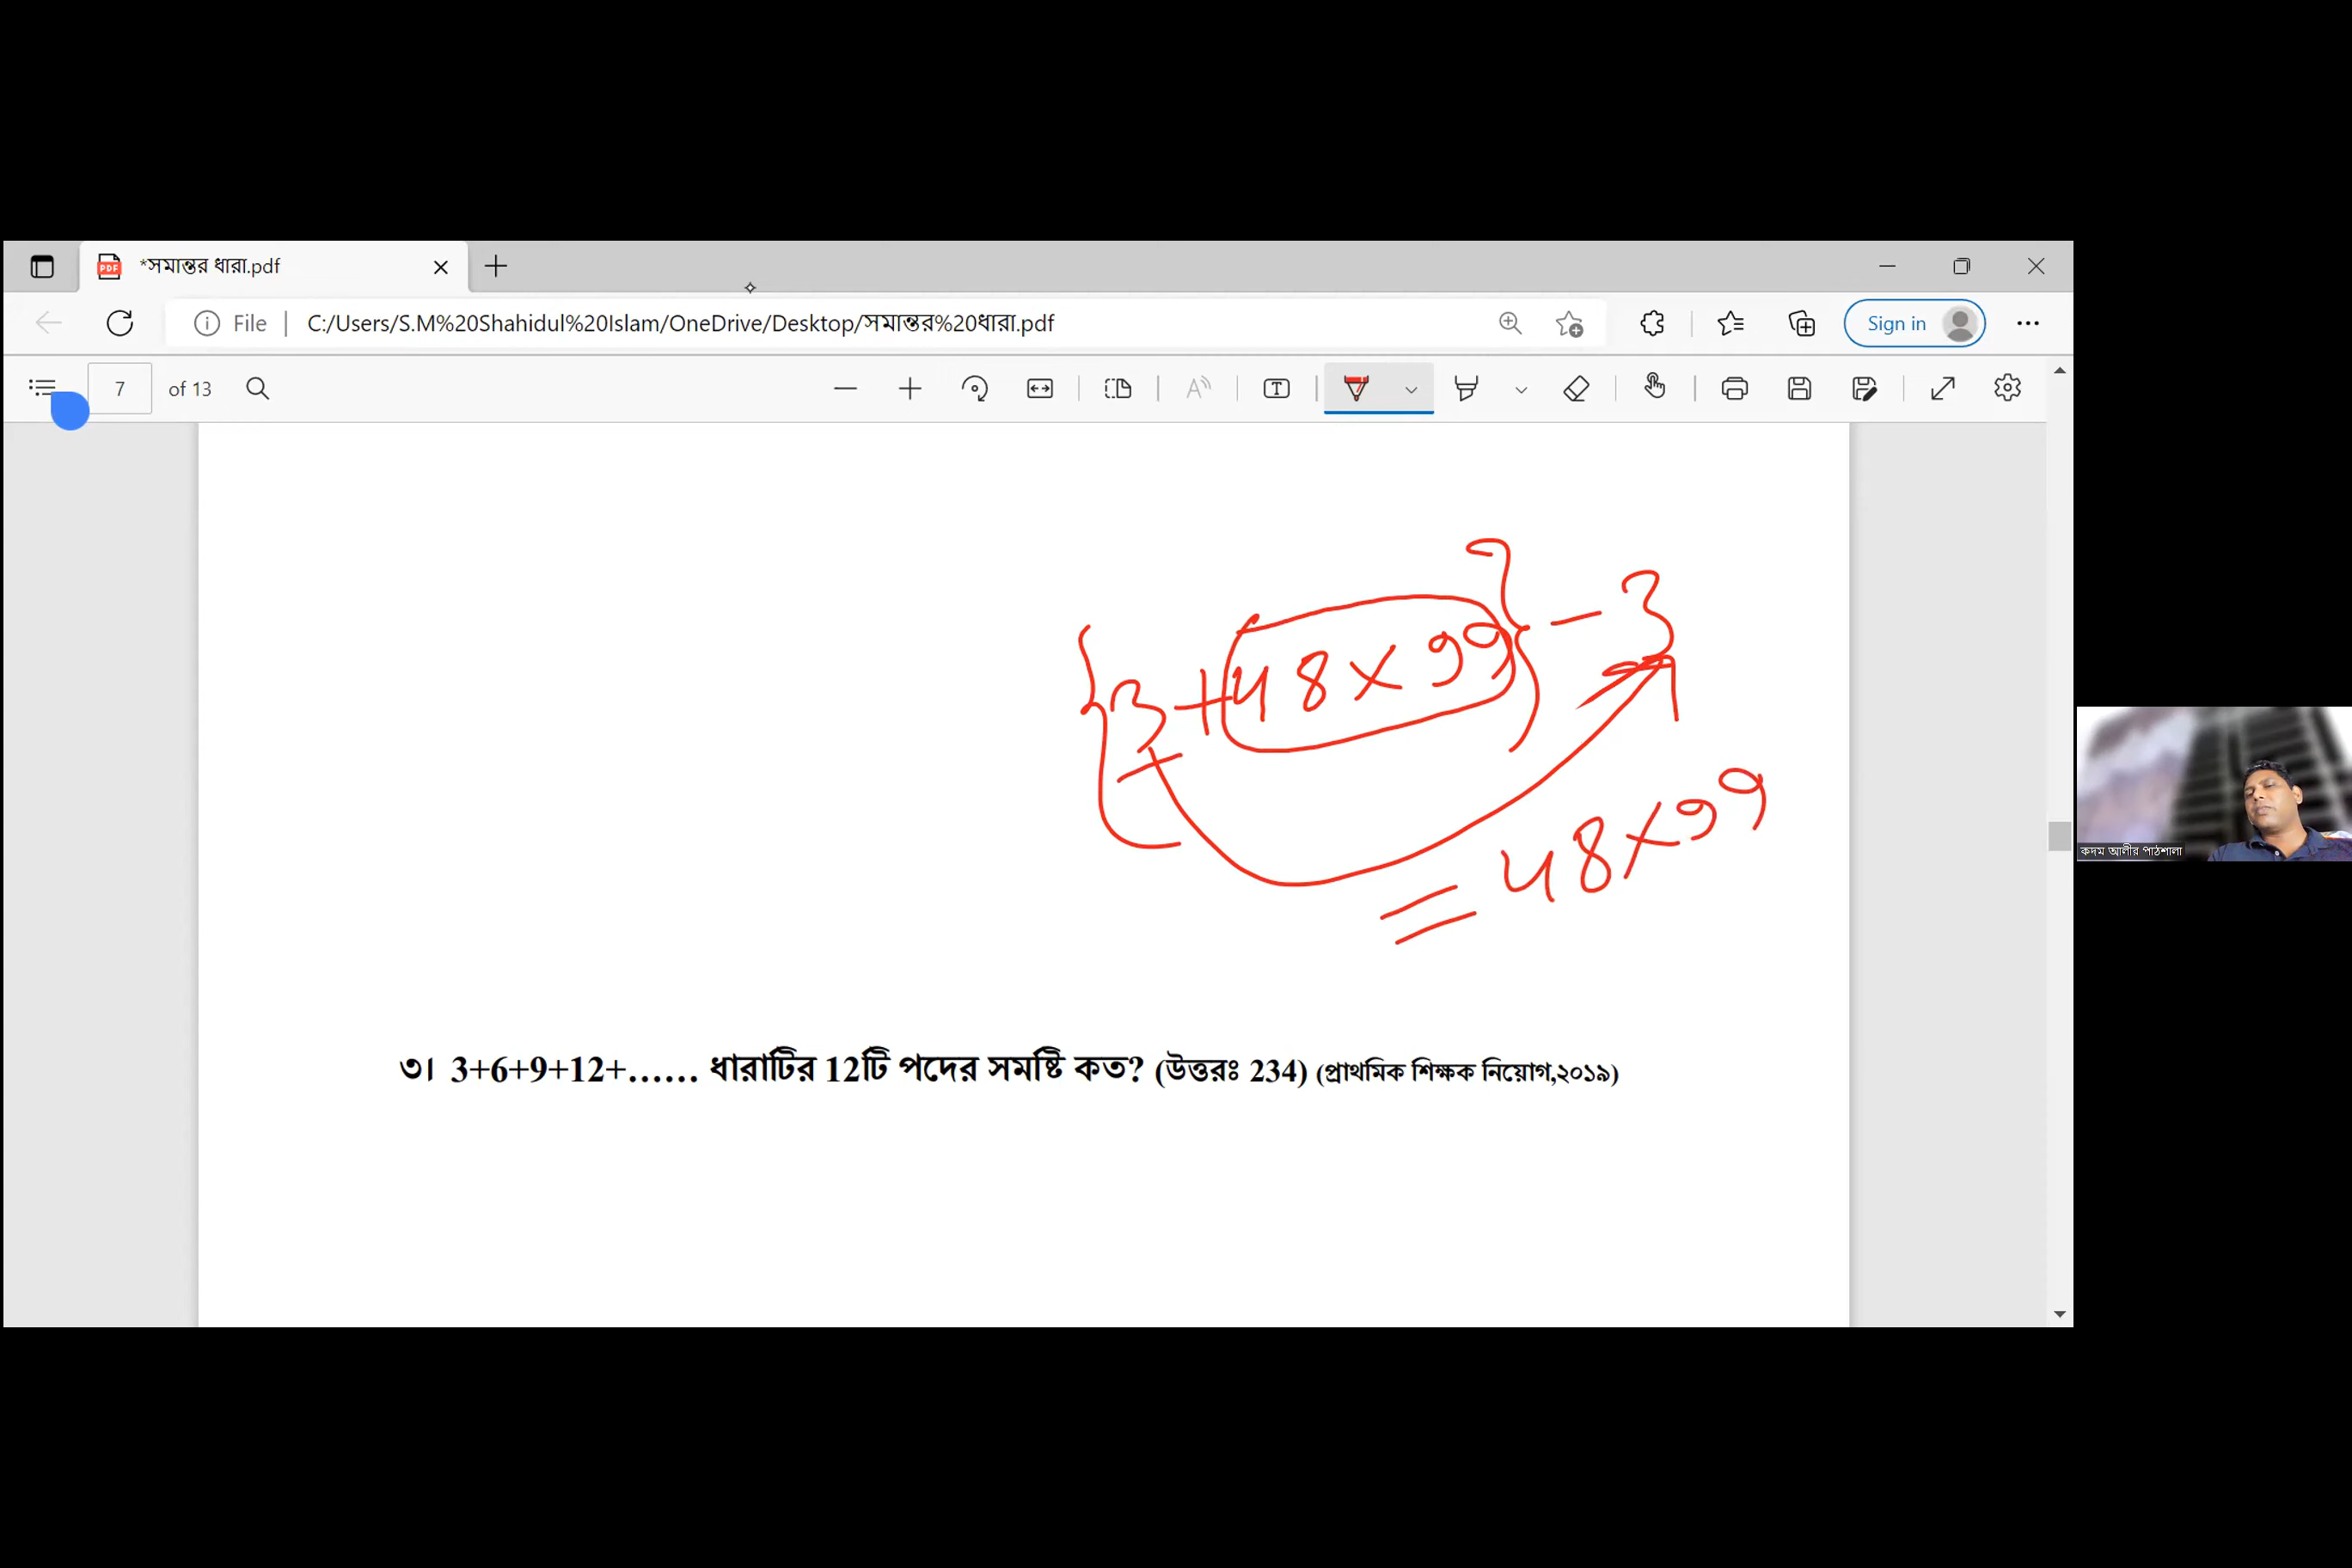 *সমান্তর ধারা.pdf
File C:/Users/S.M%20Shahidul%20Islam/OneDrive/Desktop/সমান্তর%20ধারা.pdf Sign in
7 of 13
{3+48×99}-3
=48×99
৩। 3+6+9+12+...... ধারাটির 12টি পদের সমষ্টি কত? (উত্তরঃ 234) (প্রাথমিক শিক্ষক নিয়োগ,২০১৯)
কদম আলীর পাঠশালা